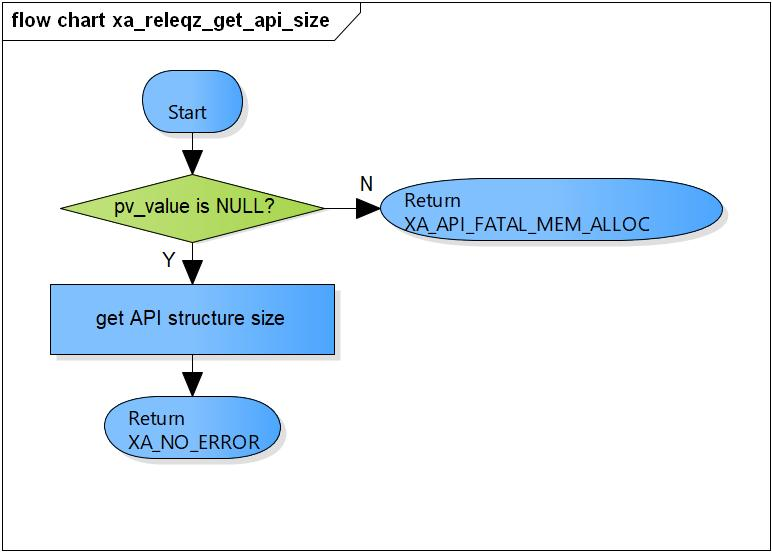 flow chart xa_releqz_get_api_size
Start
pv_value is NULL?
N
Return
XA_API_FATAL_MEM_ALLOC
Y
get API structure size
Return
XA_NO_ERROR